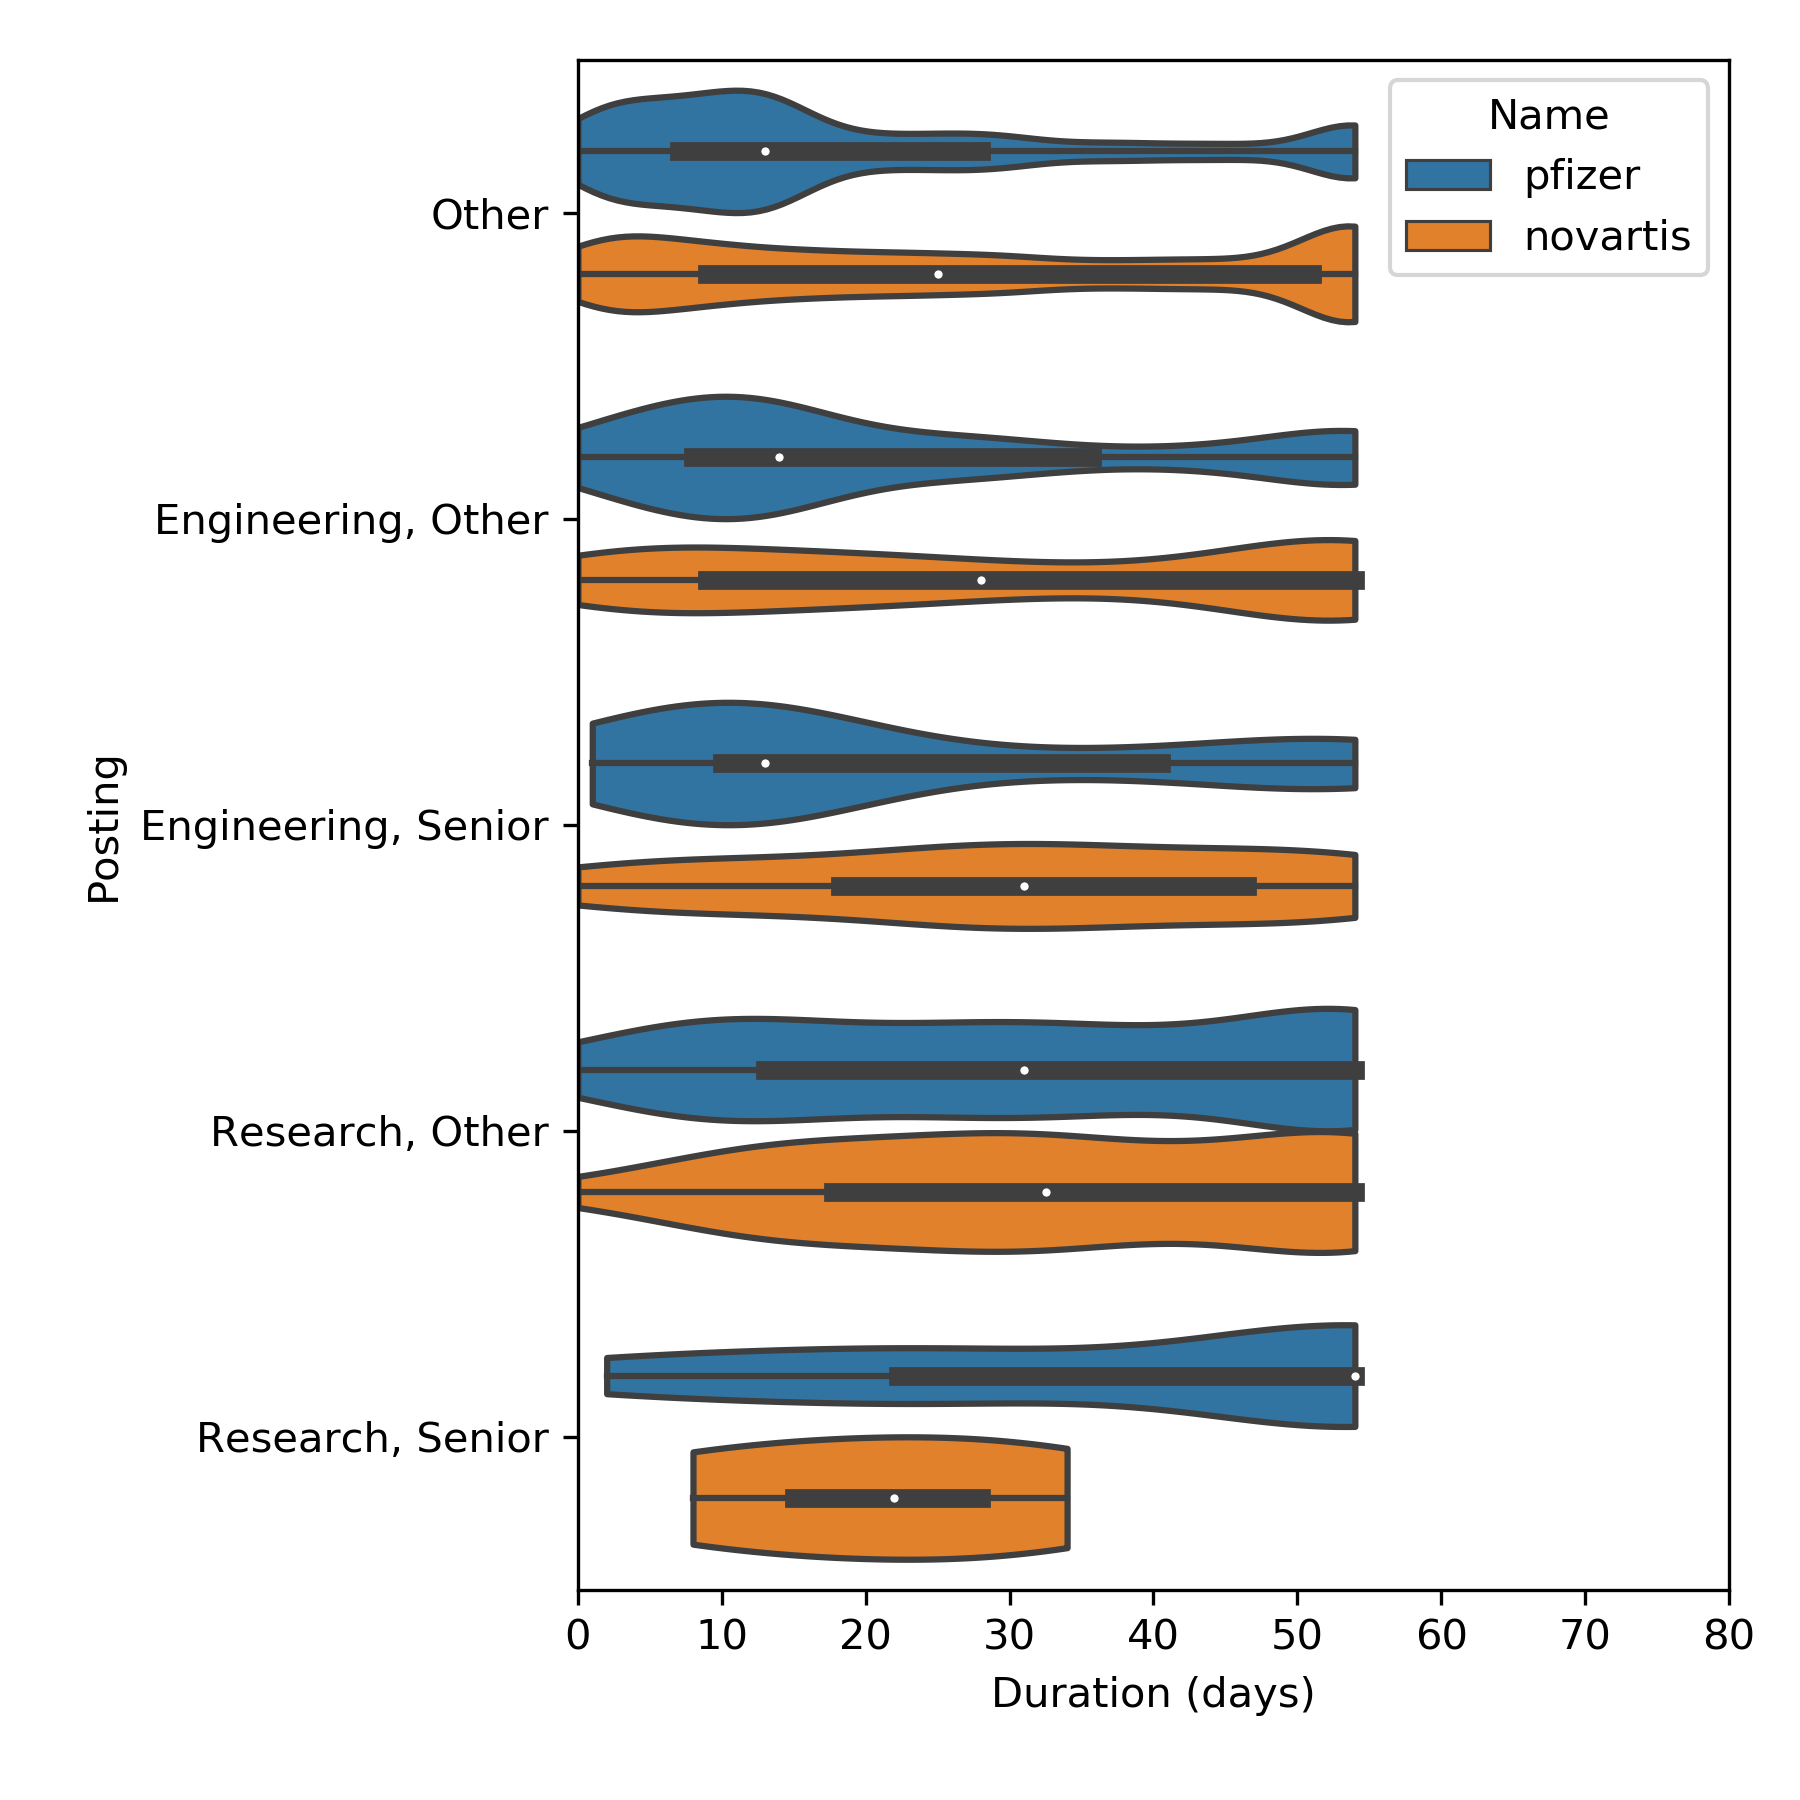 Name
pfizer
novartis
Other
Engineering, Other
Engineering, Senior
Research, Other
Research, Senior
Posting
0 10 20 30 40 50 60 70 80
Duration (days)